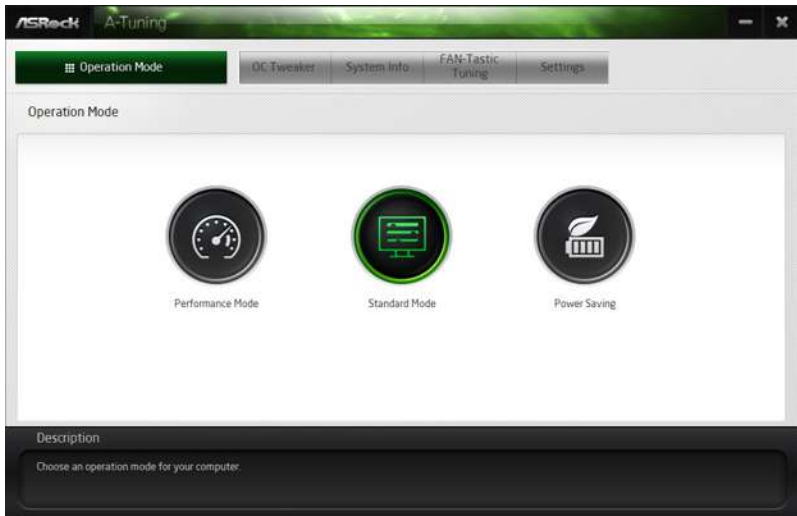 ASRock A-Tuning
Operation Mode
OC Tweaker
System Info
FAN-Tastic
Tuning
Settings
Operation Mode
Performance Mode
Standard Mode
Power Saving
Description
Choose an operation mode for your computer.